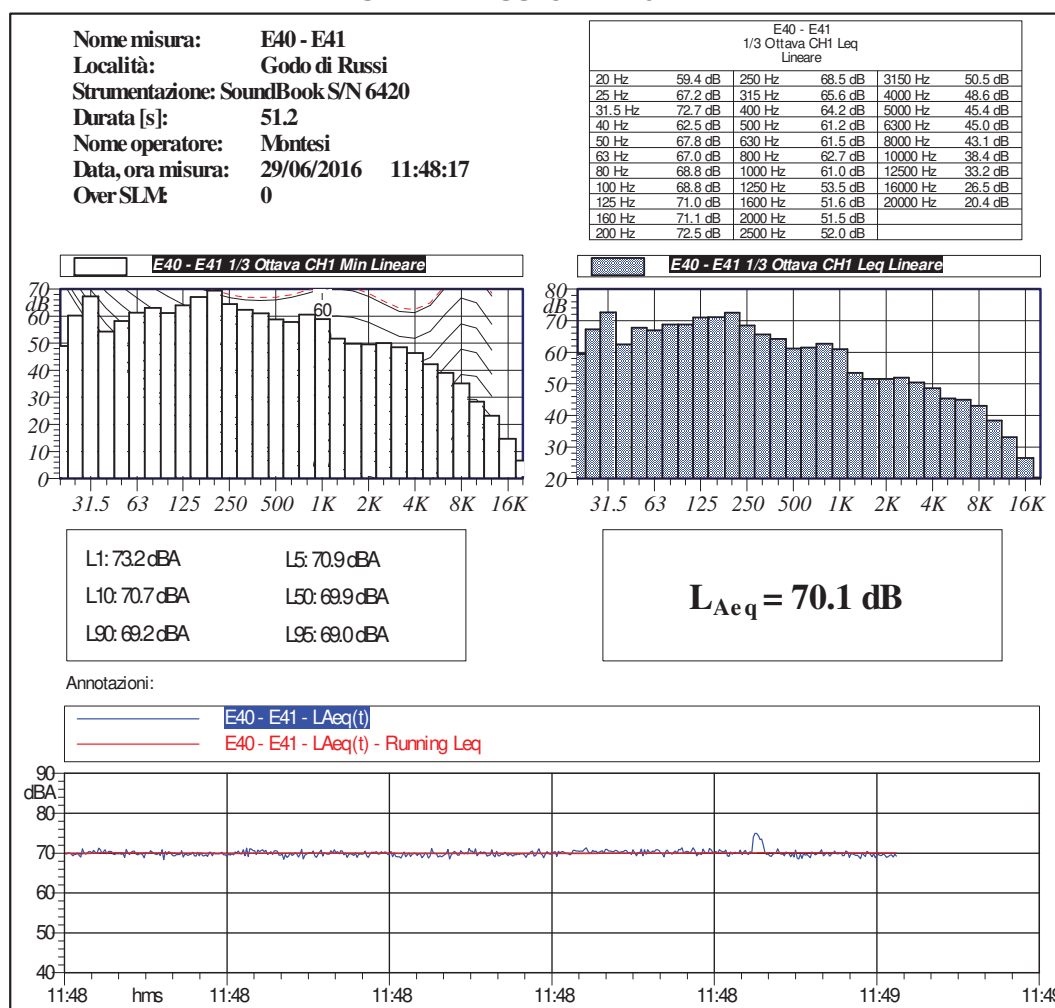 Nome misura: E40 - E41
Località: Godo di Russi
Strumentazione: SoundBook S/N 6420
Durata [s]: 51.2
Nome operatore: Montesi
Data, ora misura: 29/06/2016 11:48:17
Over SLM: 0
E40 - E41
1/3 Ottava CH1 Leq
Lineare
20 Hz 59.4 dB 250 Hz 68.5 dB 3150 Hz 50.5 dB
25 Hz 67.2 dB 315 Hz 65.6 dB 4000 Hz 48.6 dB
31.5 Hz 72.7 dB 400 Hz 64.2 dB 5000 Hz 45.4 dB
40 Hz 62.5 dB 500 Hz 61.2 dB 6300 Hz 45.0 dB
50 Hz 67.8 dB 630 Hz 61.5 dB 8000 Hz 43.1 dB
63 Hz 67.0 dB 800 Hz 62.7 dB 10000 Hz 38.4 dB
80 Hz 68.8 dB 1000 Hz 61.0 dB 12500 Hz 33.2 dB
100 Hz 68.8 dB 1250 Hz 53.5 dB 16000 Hz 26.5 dB
125 Hz 71.0 dB 1600 Hz 51.6 dB 20000 Hz 20.4 dB
160 Hz 71.1 dB 2000 Hz 51.5 dB
200 Hz 72.5 dB 2500 Hz 52.0 dB
E40 - E41 1/3 Ottava CH1 Min Lineare
70
dB
60
50
40
30
20
10
0
60
31.5 63 125 250 500 1K 2K 4K 8K 16K
E40 - E41 1/3 Ottava CH1 Leq Lineare
80
dB
70
60
50
40
30
20
31.5 63 125 250 500 1K 2K 4K 8K 16K
L1: 73.2 dBA L5: 70.9 dBA
L10: 70.7 dBA L50: 69.9 dBA
L90: 69.2 dBA L95: 69.0 dBA
LAeq = 70.1 dB
Annotazioni:
E40 - E41 - LAeq(t)
E40 - E41 - LAeq(t) - Running Leq
90
dBA
80
70
60
50
40
11:48 hms 11:48 11:48 11:48 11:48 11:49 11:49